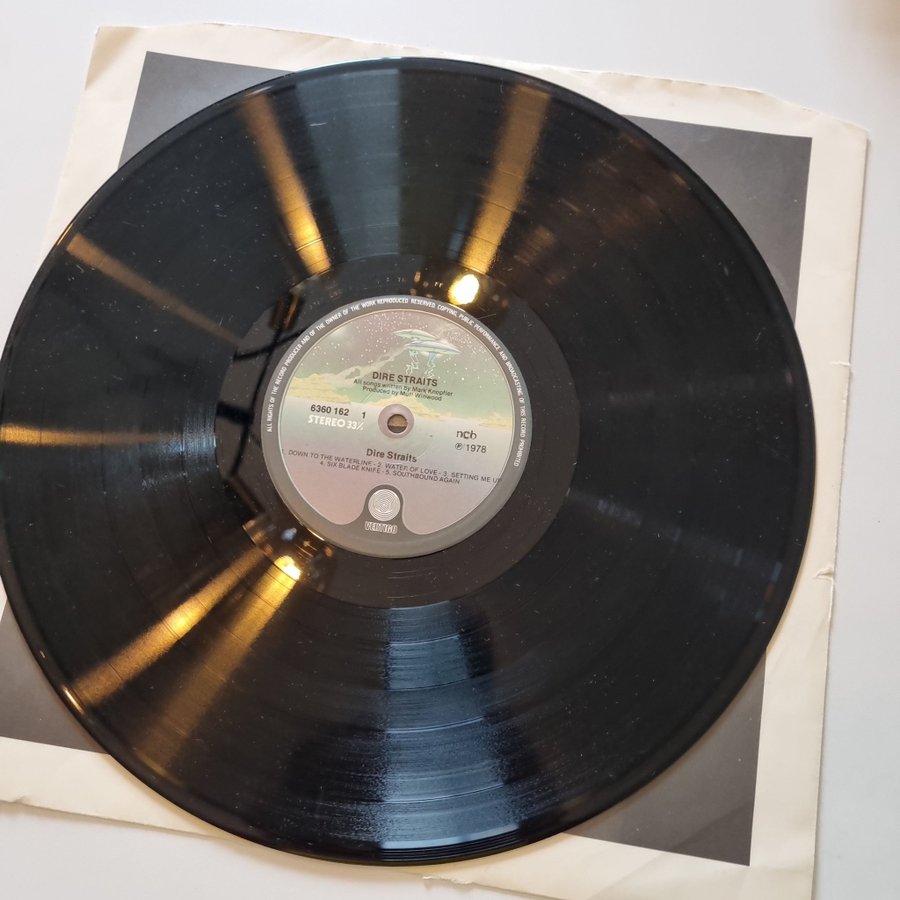 ALL RIGHTS OF THE RECORD PRODUCER AND OF THE OWNER OF THE WORK REPRODUCED RESERVED. COPYING, PUBLIC PERFORMANCE AND BROADCASTING OF THIS RECORD PROHIBITED
DIRE STRAITS
All songs written by Mark Knopfler
Produced by Muff Winwood
6360 162 1
STEREO 33⅓
ncb
Ⓟ 1978
Dire Straits
. DOWN TO THE WATERLINE - 2. WATER OF LOVE - 3. SETTING ME UP
4. SIX BLADE KNIFE - 5. SOUTHBOUND AGAIN
VERTIGO